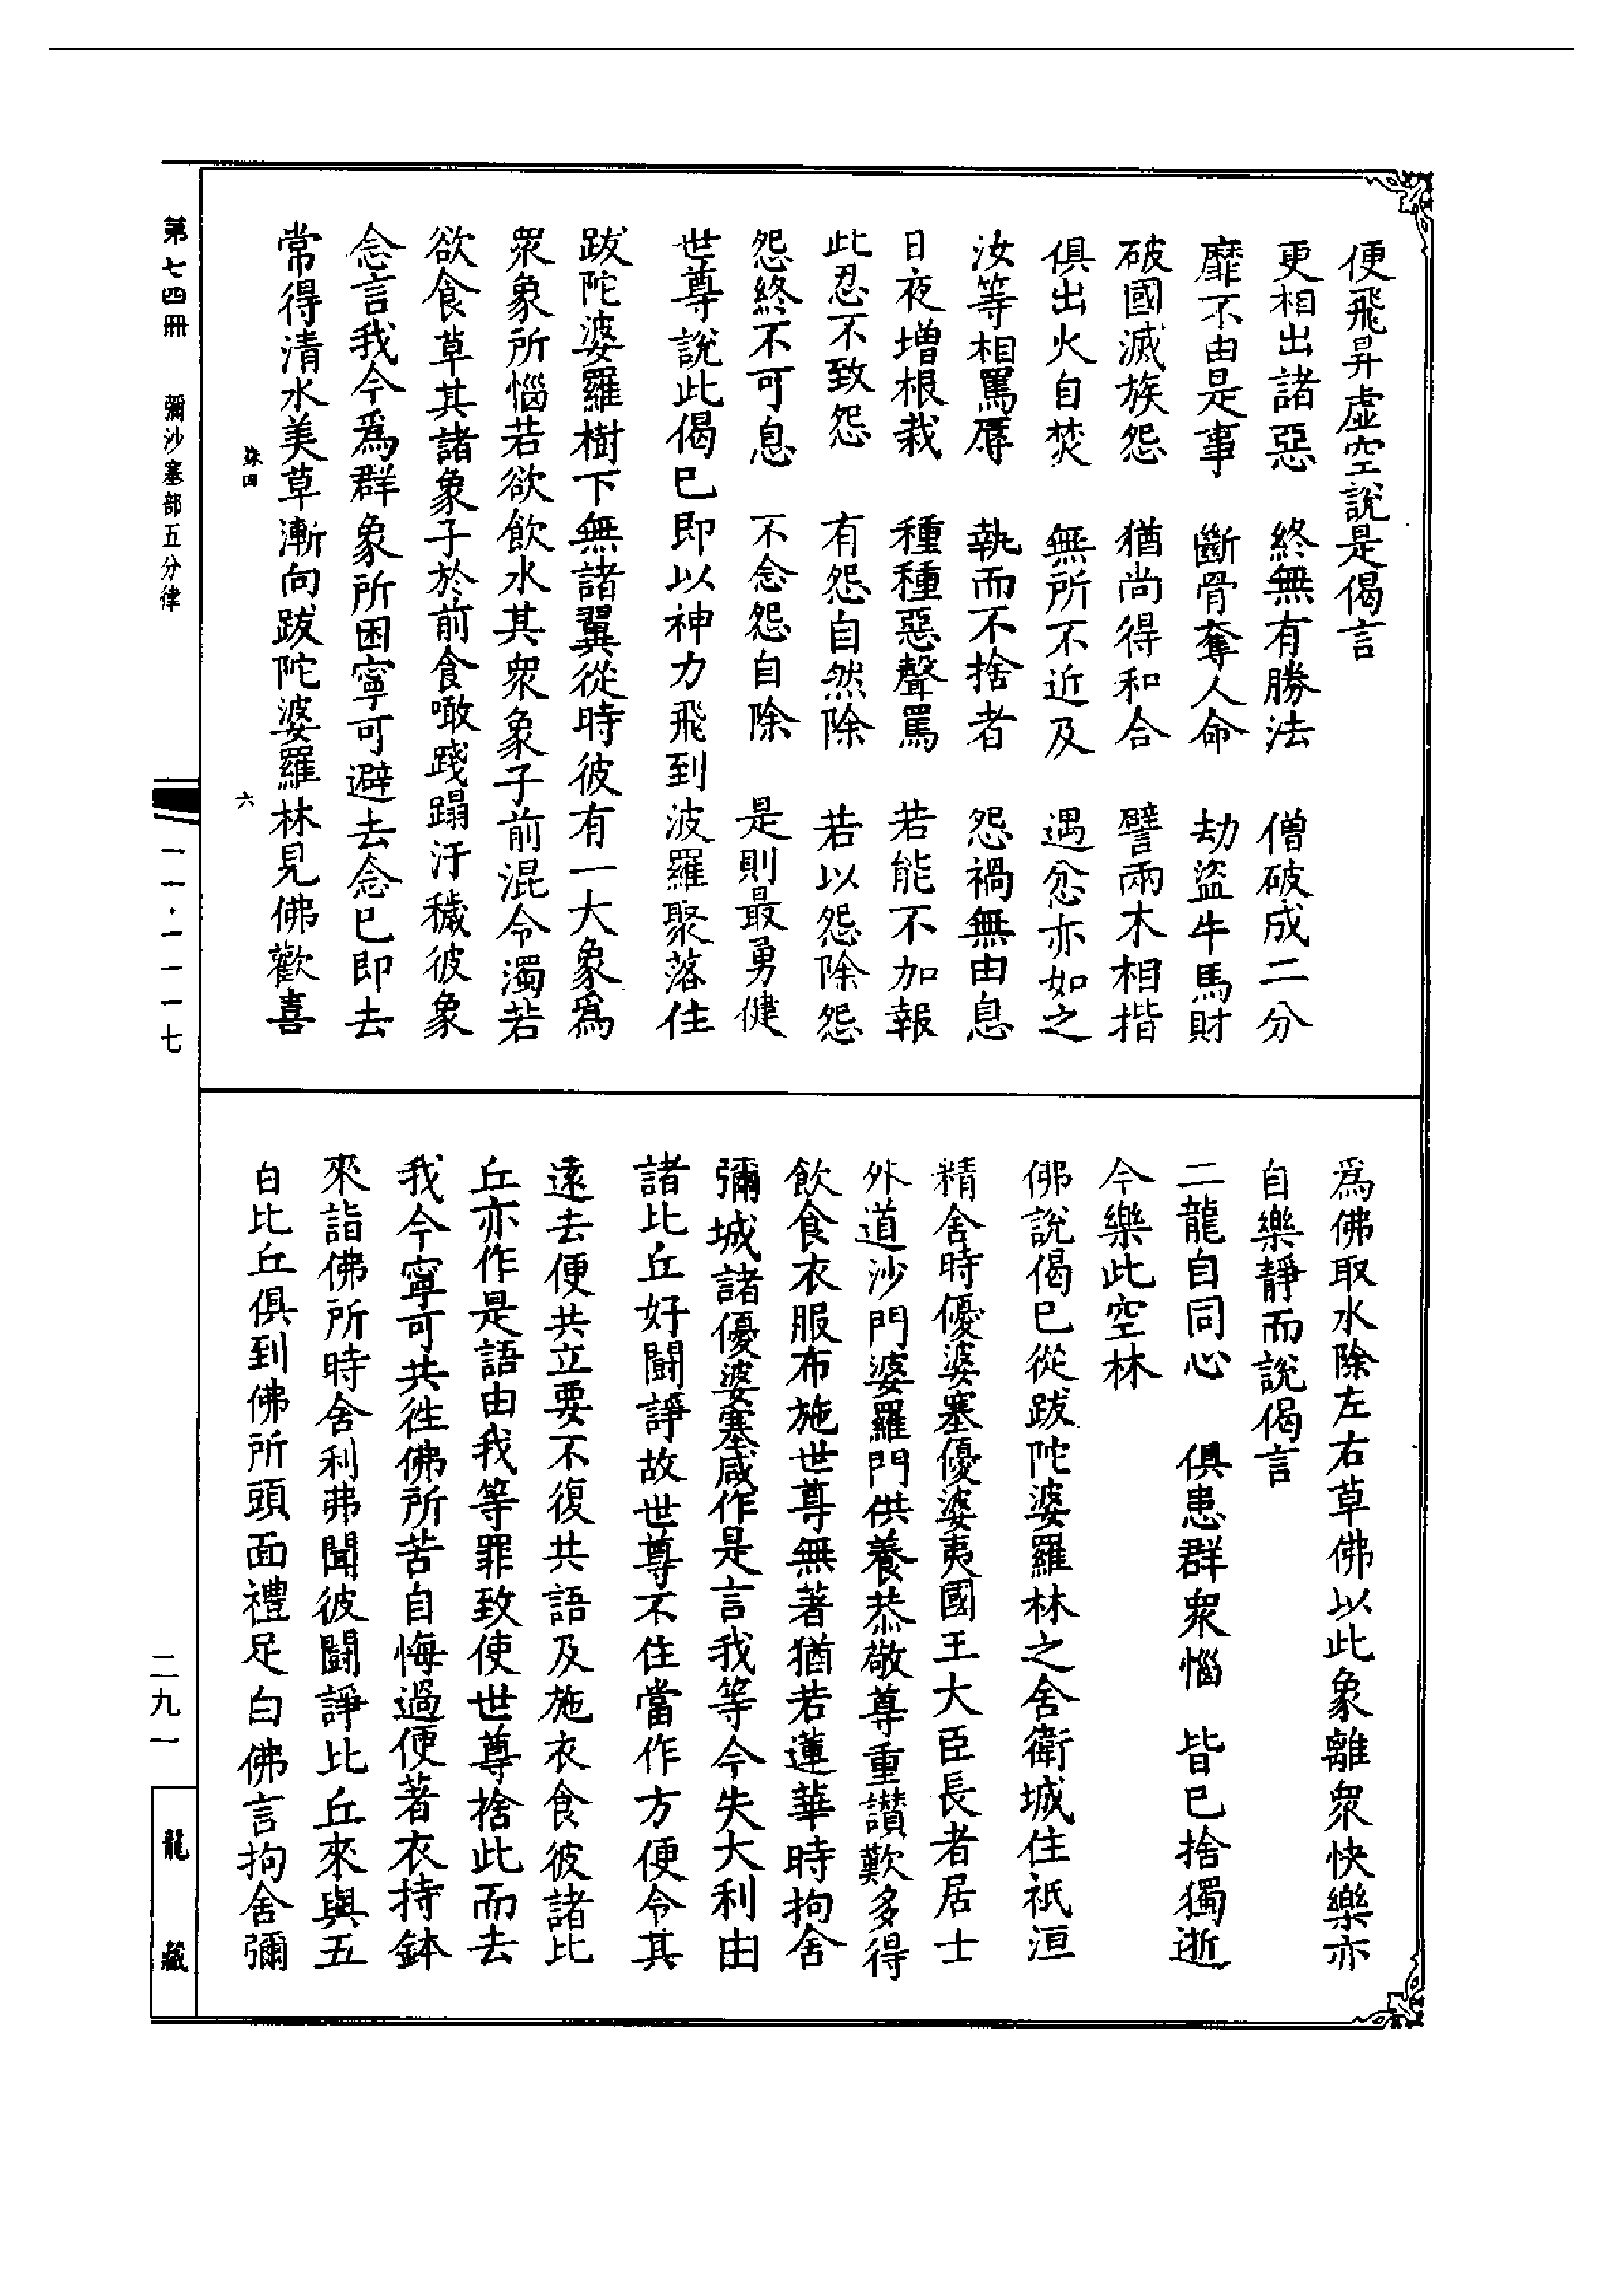 便飛昇虛空說是偈言
更相出諸惡　終無有勝法　僧破成二分
靡不由是事　斷骨奪人命　劫盜牛馬財
破國滅族怨　猶尚得和合　譬兩木相揩
俱出火自焚　無所不近及　遇忿亦如之
汝等相罵辱　執而不捨者　怨禍無由息
日夜增根栽　種種惡聲罵　若能不加報
此忍不致怨　有怨自然除　若以怨除怨
怨終不可息　不念怨自除　是則最勇健
世尊說此偈已即以神力飛到波羅聚落住
跋陀婆羅樹下無諸翼從時彼有一大象爲
眾象所惱若欲飲水其眾象子前混令濁若
欲食草其諸象子於前食噉踐蹋汙穢彼象
念言我今爲群象所困寧可避去念已即去
常得清水美草漸向跋陀婆羅林見佛歡喜
爲佛取水除左右草佛以此象離眾快樂亦
自樂靜而說偈言
二龍自同心　俱患群眾惱　皆已捨獨逝
今樂此空林
佛說偈已從跋陀婆羅林之舍衛城住祇洹
精舍時優婆塞優婆夷國王大臣長者居士
外道沙門婆羅門供養恭敬尊重讃歎多得
飲食衣服布施世尊無著猶若蓮華時拘舍
彌城諸優婆塞咸作是言我等今失大利由
諸比丘好鬪諍故世尊不住當作方便令其
遠去便共立要不復共語及施衣食彼諸比
丘亦作是語由我等罪致使世尊捨此而去
我今寧可共往佛所苦自悔過便著衣持鉢
來詣佛所時舍利弗聞彼鬪諍比丘來與五
百比丘俱到佛所頭面禮足白佛言拘舍彌
六
第七四冊　彌沙塞部五分律
一一·一一一七
二九一
龍藏